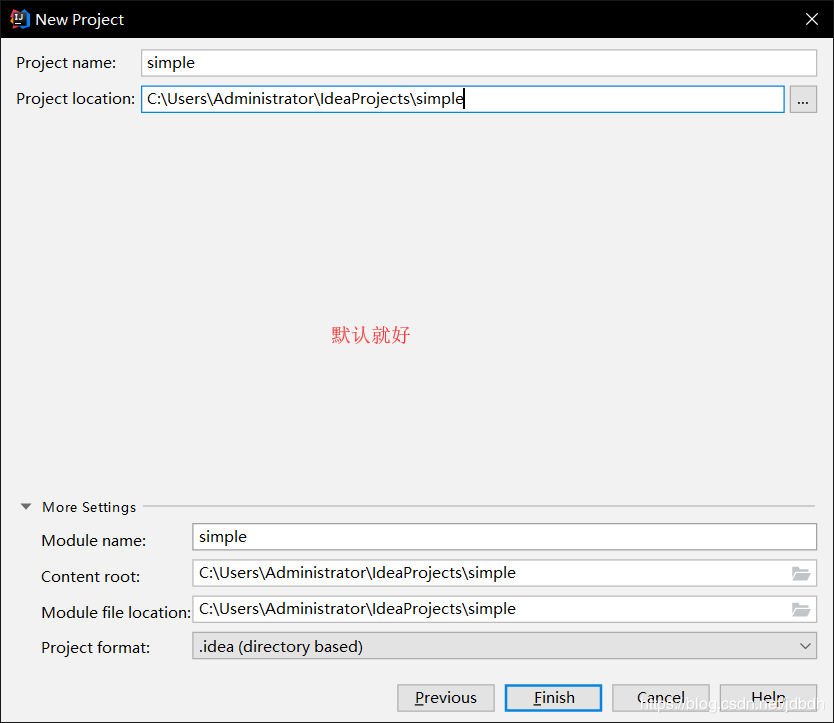 New Project
Project name: simple
Project location: C:\Users\Administrator\IdeaProjects\simple ...
默认就好
More Settings
Module name: simple
Content root: C:\Users\Administrator\IdeaProjects\simple
Module file location: C:\Users\Administrator\IdeaProjects\simple
Project format: .idea (directory based)
Previous Finish Cancel Help
https://blog.csdn.net/jdbdh